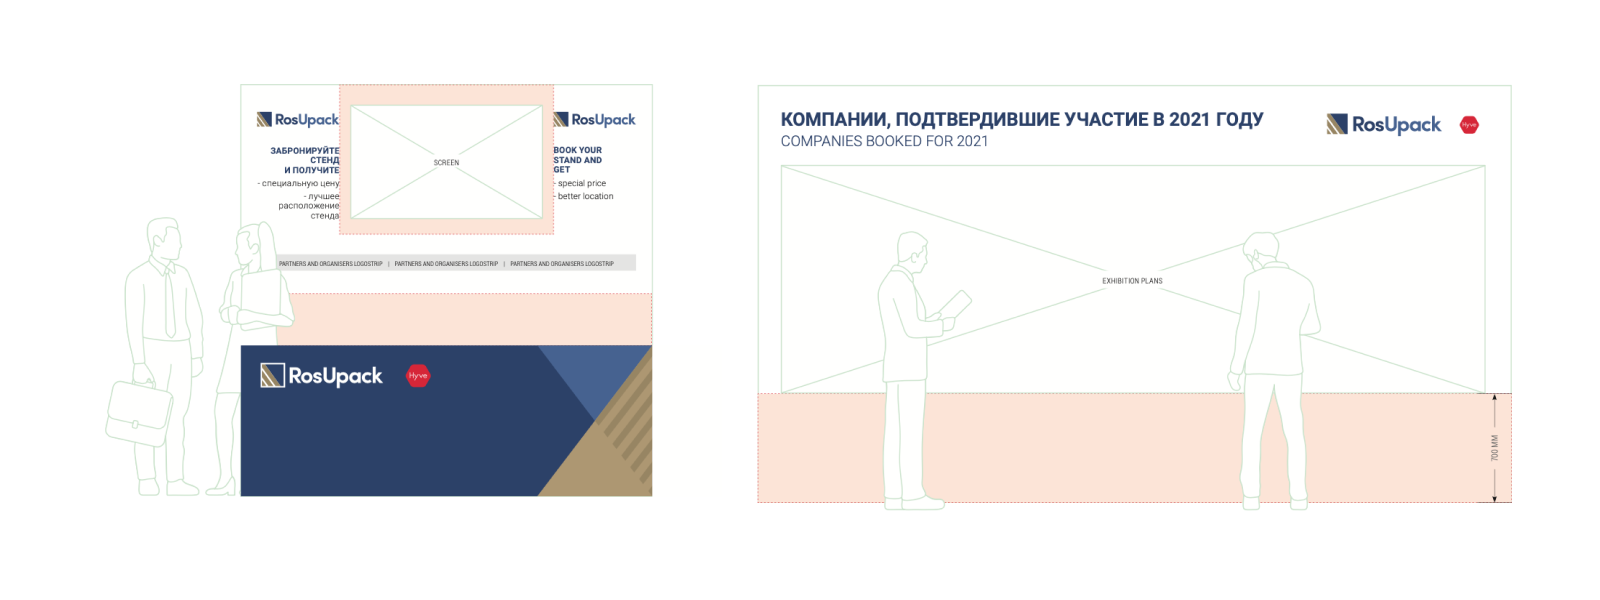 RosUpack
ЗАБРОНИРУЙТЕ
СТЕНД
И ПОЛУЧИТЕ
- специальную цену
- лучшее
расположение
стенда
SCREEN
RosUpack
BOOK YOUR
STAND AND
GET
- special price
- better location
PARTNERS AND ORGANISERS LOGOSTRIP | PARTNERS AND ORGANISERS LOGOSTRIP | PARTNERS AND ORGANISERS LOGOSTRIP
RosUpack Hyve
КОМПАНИИ, ПОДТВЕРДИВШИЕ УЧАСТИЕ В 2021 ГОДУ
COMPANIES BOOKED FOR 2021
RosUpack Hyve
EXHIBITION PLANS
700 MM